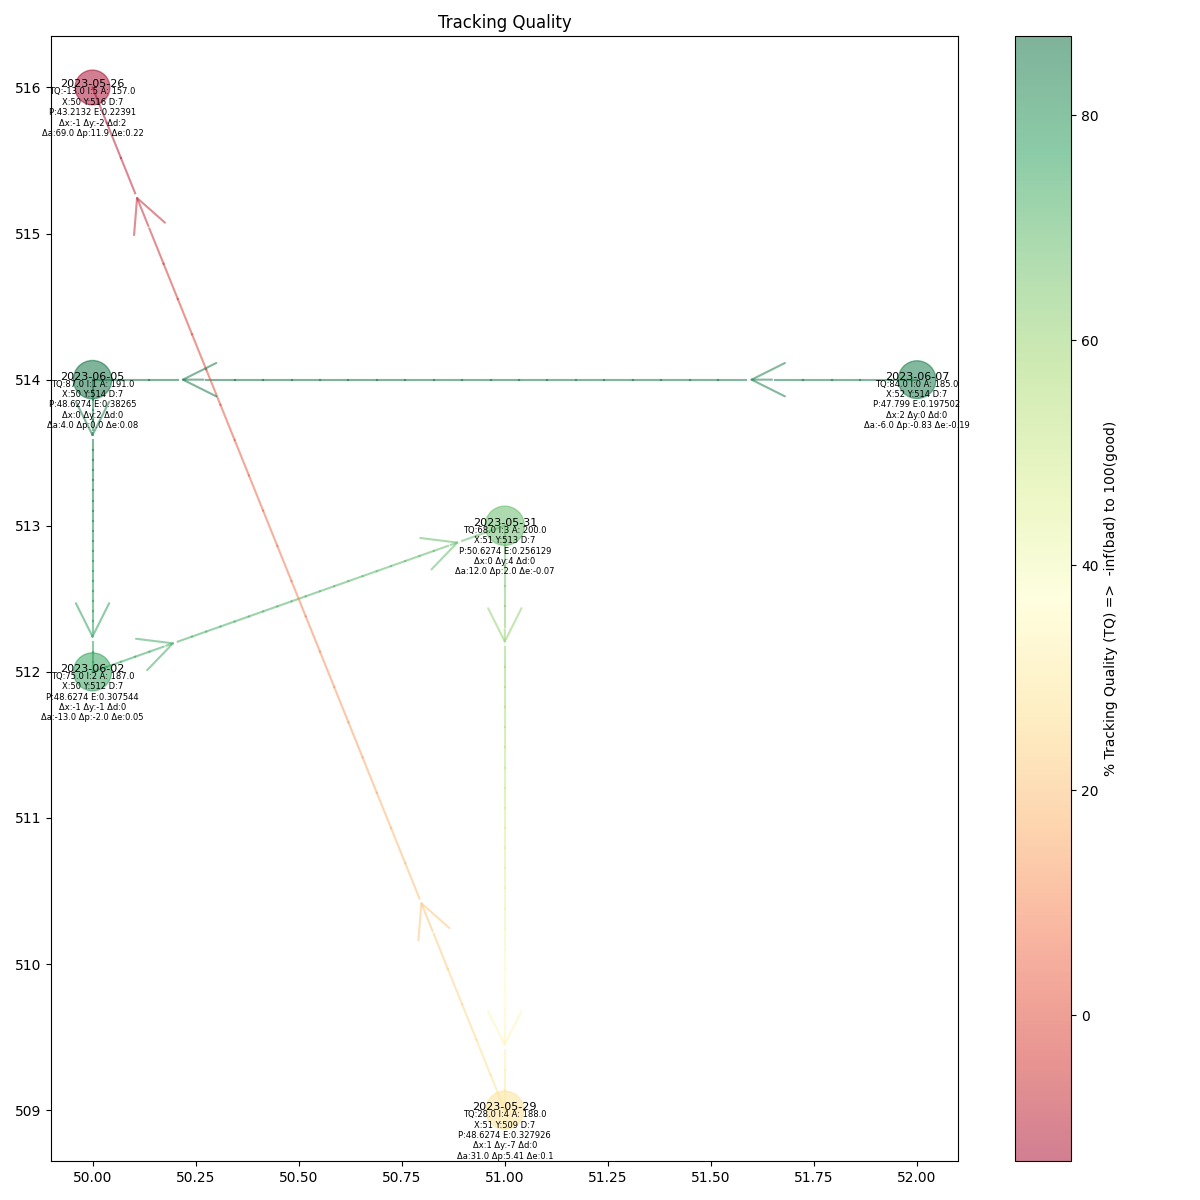 Tracking Quality
516
515
514
513
512
511
510
509
2023-05-26
TQ:-13.0 I:5 A: 157.0
X:50 Y:516 D:7
P:43.2132 E:0.22391
Δx:-1 Δy:-2 Δd:2
Δa:69.0 Δp:11.9 Δe:0.22
2023-06-05
TQ:87.0 I:1 A: 191.0
X:50 Y:514 D:7
P:48.6274 E:0.38265
Δx:0 Δy:2 Δd:0
Δa:4.0 Δp:0.0 Δe:0.08
2023-06-07
TQ:84.0 I:0 A: 185.0
X:52 Y:514 D:7
P:47.799 E:0.197502
Δx:2 Δy:0 Δd:0
Δa:-6.0 Δp:-0.83 Δe:-0.19
2023-05-31
TQ:68.0 I:3 A: 200.0
X:51 Y:513 D:7
P:50.6274 E:0.256129
Δx:0 Δy:4 Δd:0
Δa:12.0 Δp:2.0 Δe:-0.07
2023-06-02
TQ:75.0 I:2 A: 187.0
X:50 Y:512 D:7
P:48.6274 E:0.307544
Δx:-1 Δy:-1 Δd:0
Δa:-13.0 Δp:-2.0 Δe:0.05
2023-05-29
TQ:28.0 I:4 A: 188.0
X:51 Y:509 D:7
P:48.6274 E:0.327926
Δx:1 Δy:-7 Δd:0
Δa:31.0 Δp:5.41 Δe:0.1
50.00 50.25 50.50 50.75 51.00 51.25 51.50 51.75 52.00
80
60
40
20
0
% Tracking Quality (TQ) => -inf(bad) to 100(good)